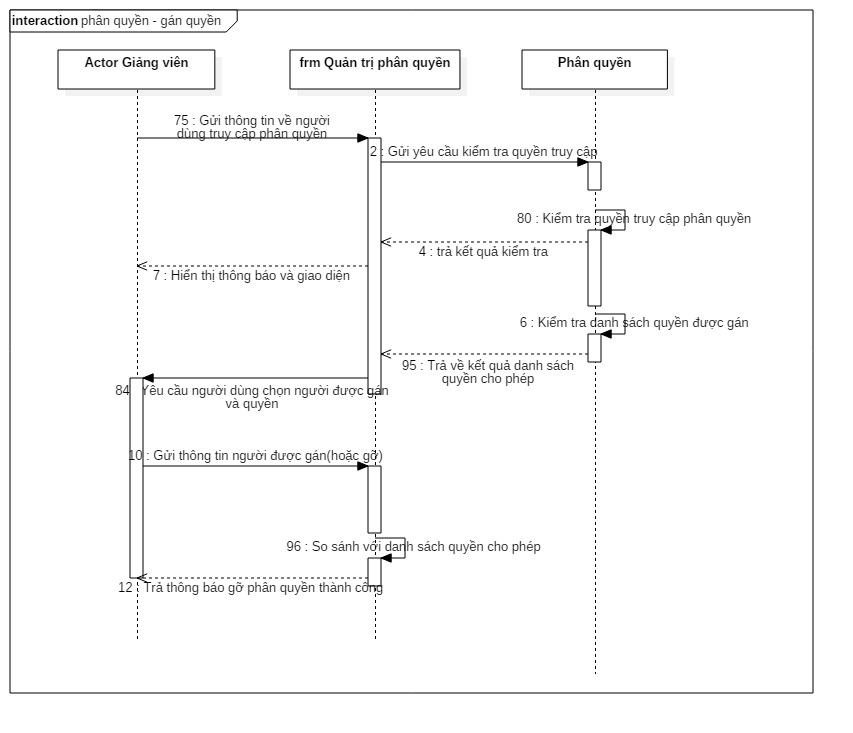 interaction phân quyền - gán quyền
Actor Giảng viên
frm Quản trị phân quyền
Phân quyền
75 : Gửi thông tin về người
dùng truy cập phân quyền
2 : Gửi yêu cầu kiểm tra quyền truy cập
80 : Kiểm tra quyền truy cập phân quyền
4 : trả kết quả kiểm tra
7 : Hiển thị thông báo và giao diện
6 : Kiểm tra danh sách quyền được gán
95 : Trả về kết quả danh sách
quyền cho phép
84 : Yêu cầu người dùng chọn người được gán
và quyền
10 : Gửi thông tin người được gán(hoặc gỡ)
96 : So sánh với danh sách quyền cho phép
12 : Trả thông báo gỡ phân quyền thành công